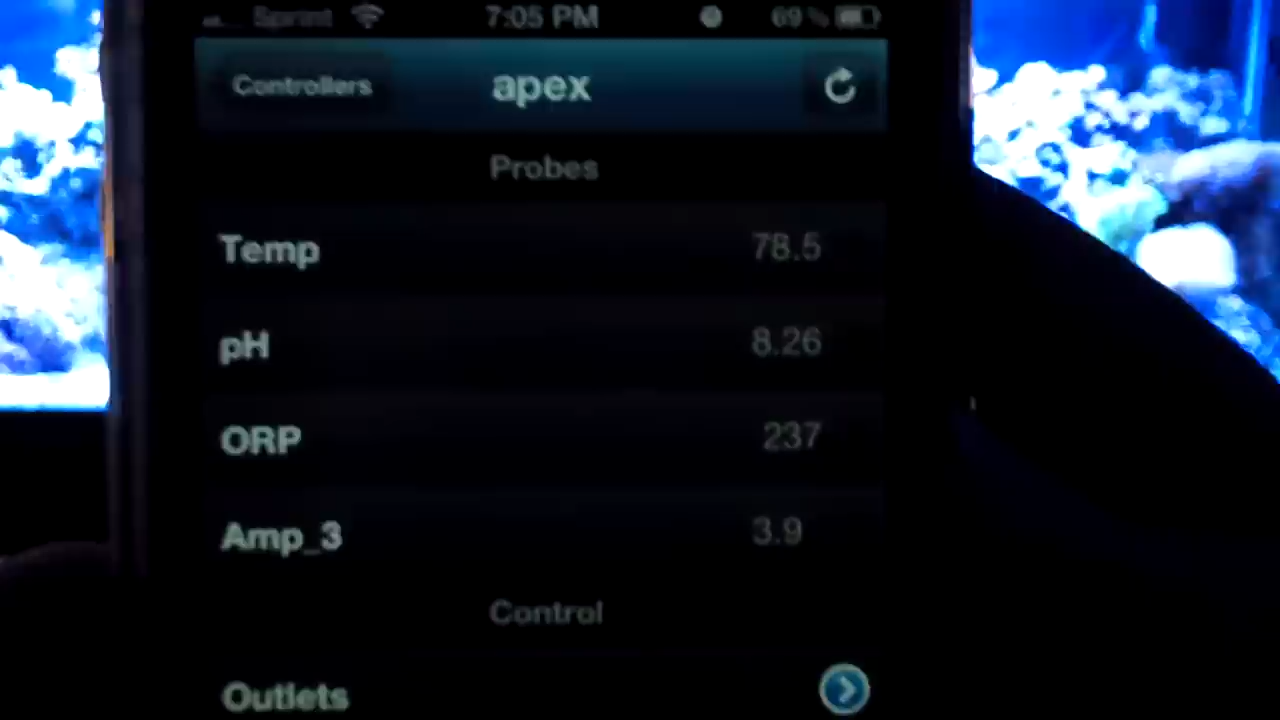 Sprint 7:05 PM 69 %
Controllers apex
Probes
Temp 78.5
pH 8.26
ORP 237
Amp_3 3.9
Control
Outlets